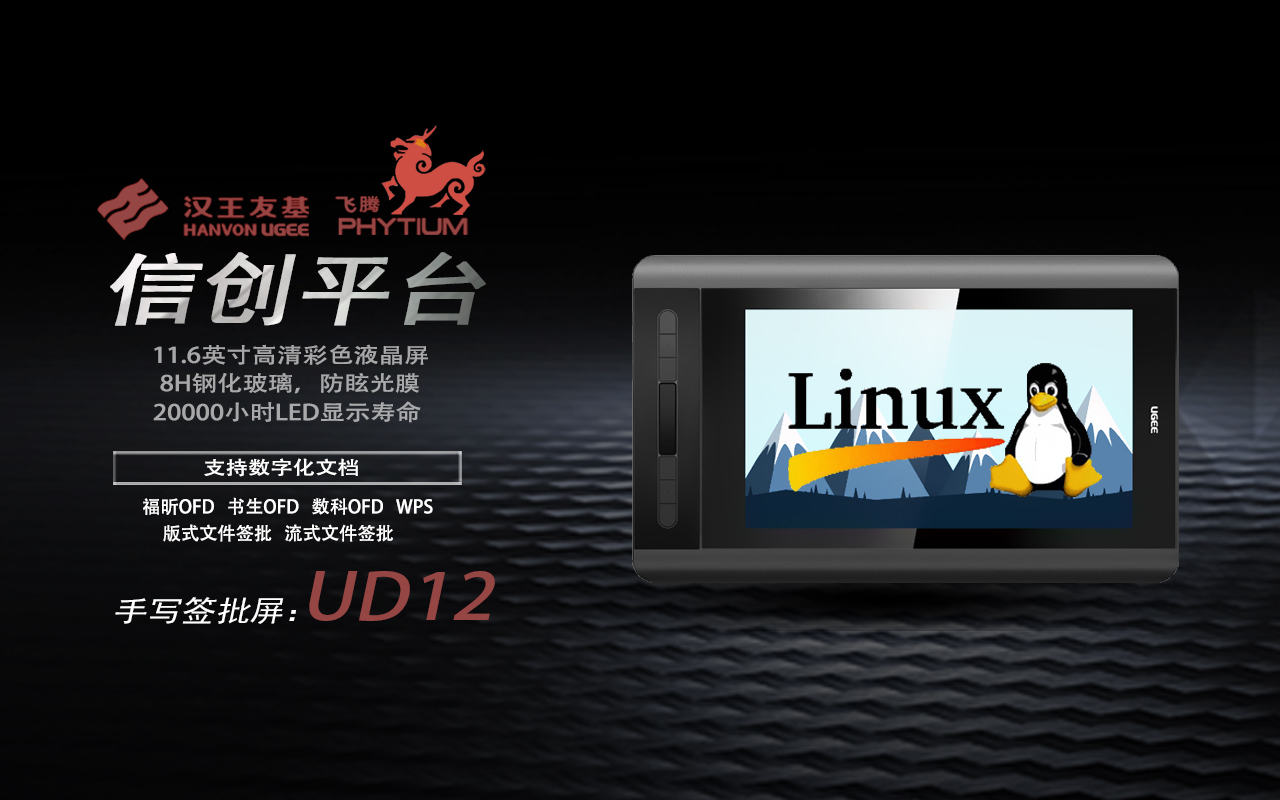 汉王友基
HANVON UGEE
飞腾
PHYTIUM
信创平台
11.6英寸高清彩色液晶屏
8H钢化玻璃，防眩光膜
20000小时LED显示寿命
支持数字化文档
福昕OFD 书生OFD 数科OFD WPS
版式文件签批 流式文件签批
手写签批屏：UD12
Linux
UGEE